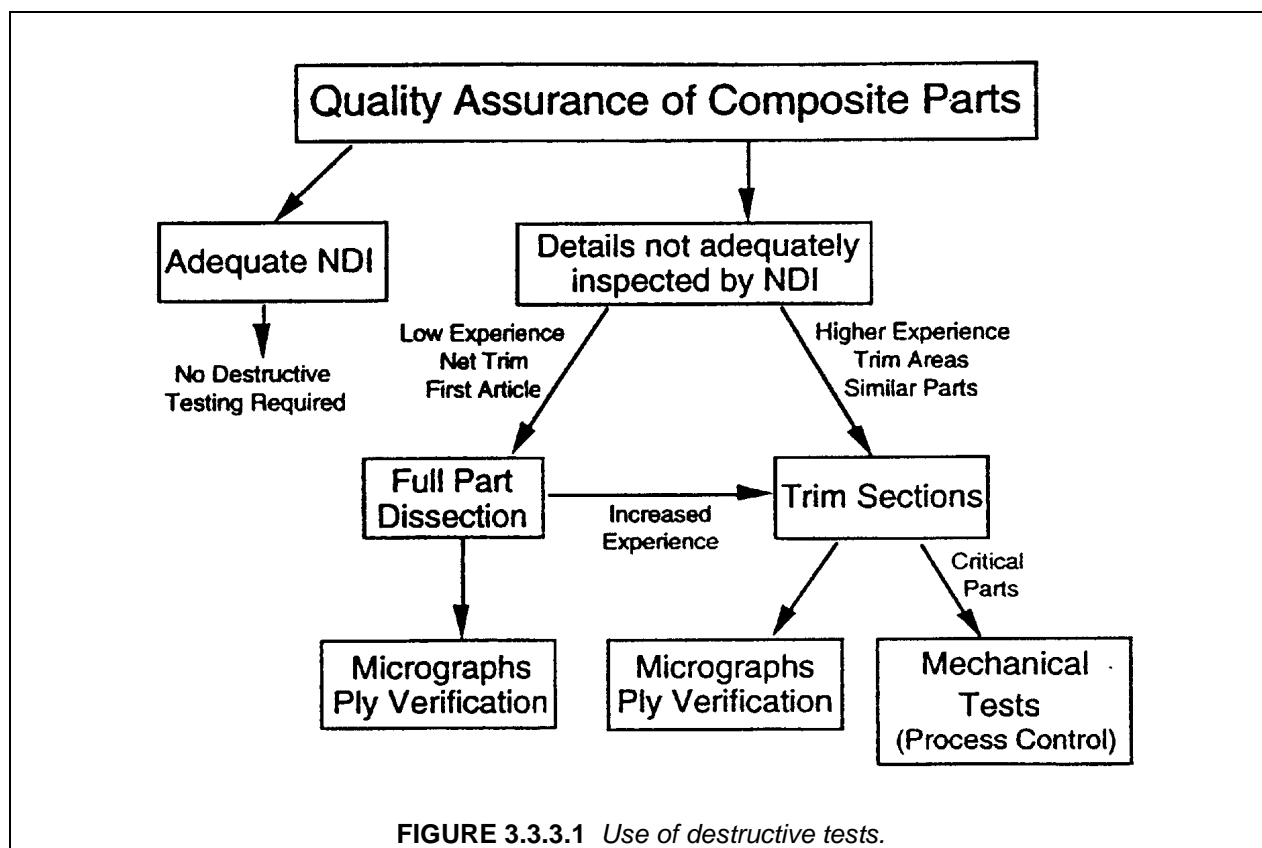 Quality Assurance of Composite Parts
Adequate NDI
Details not adequately
inspected by NDI
No Destructive
Testing Required
Low Experience
Net Trim
First Article
Higher Experience
Trim Areas
Similar Parts
Full Part
Dissection
Increased
Experience
Trim Sections
Critical
Parts
Micrographs
Ply Verification
Micrographs
Ply Verification
Mechanical
Tests
(Process Control)
FIGURE 3.3.3.1 Use of destructive tests.